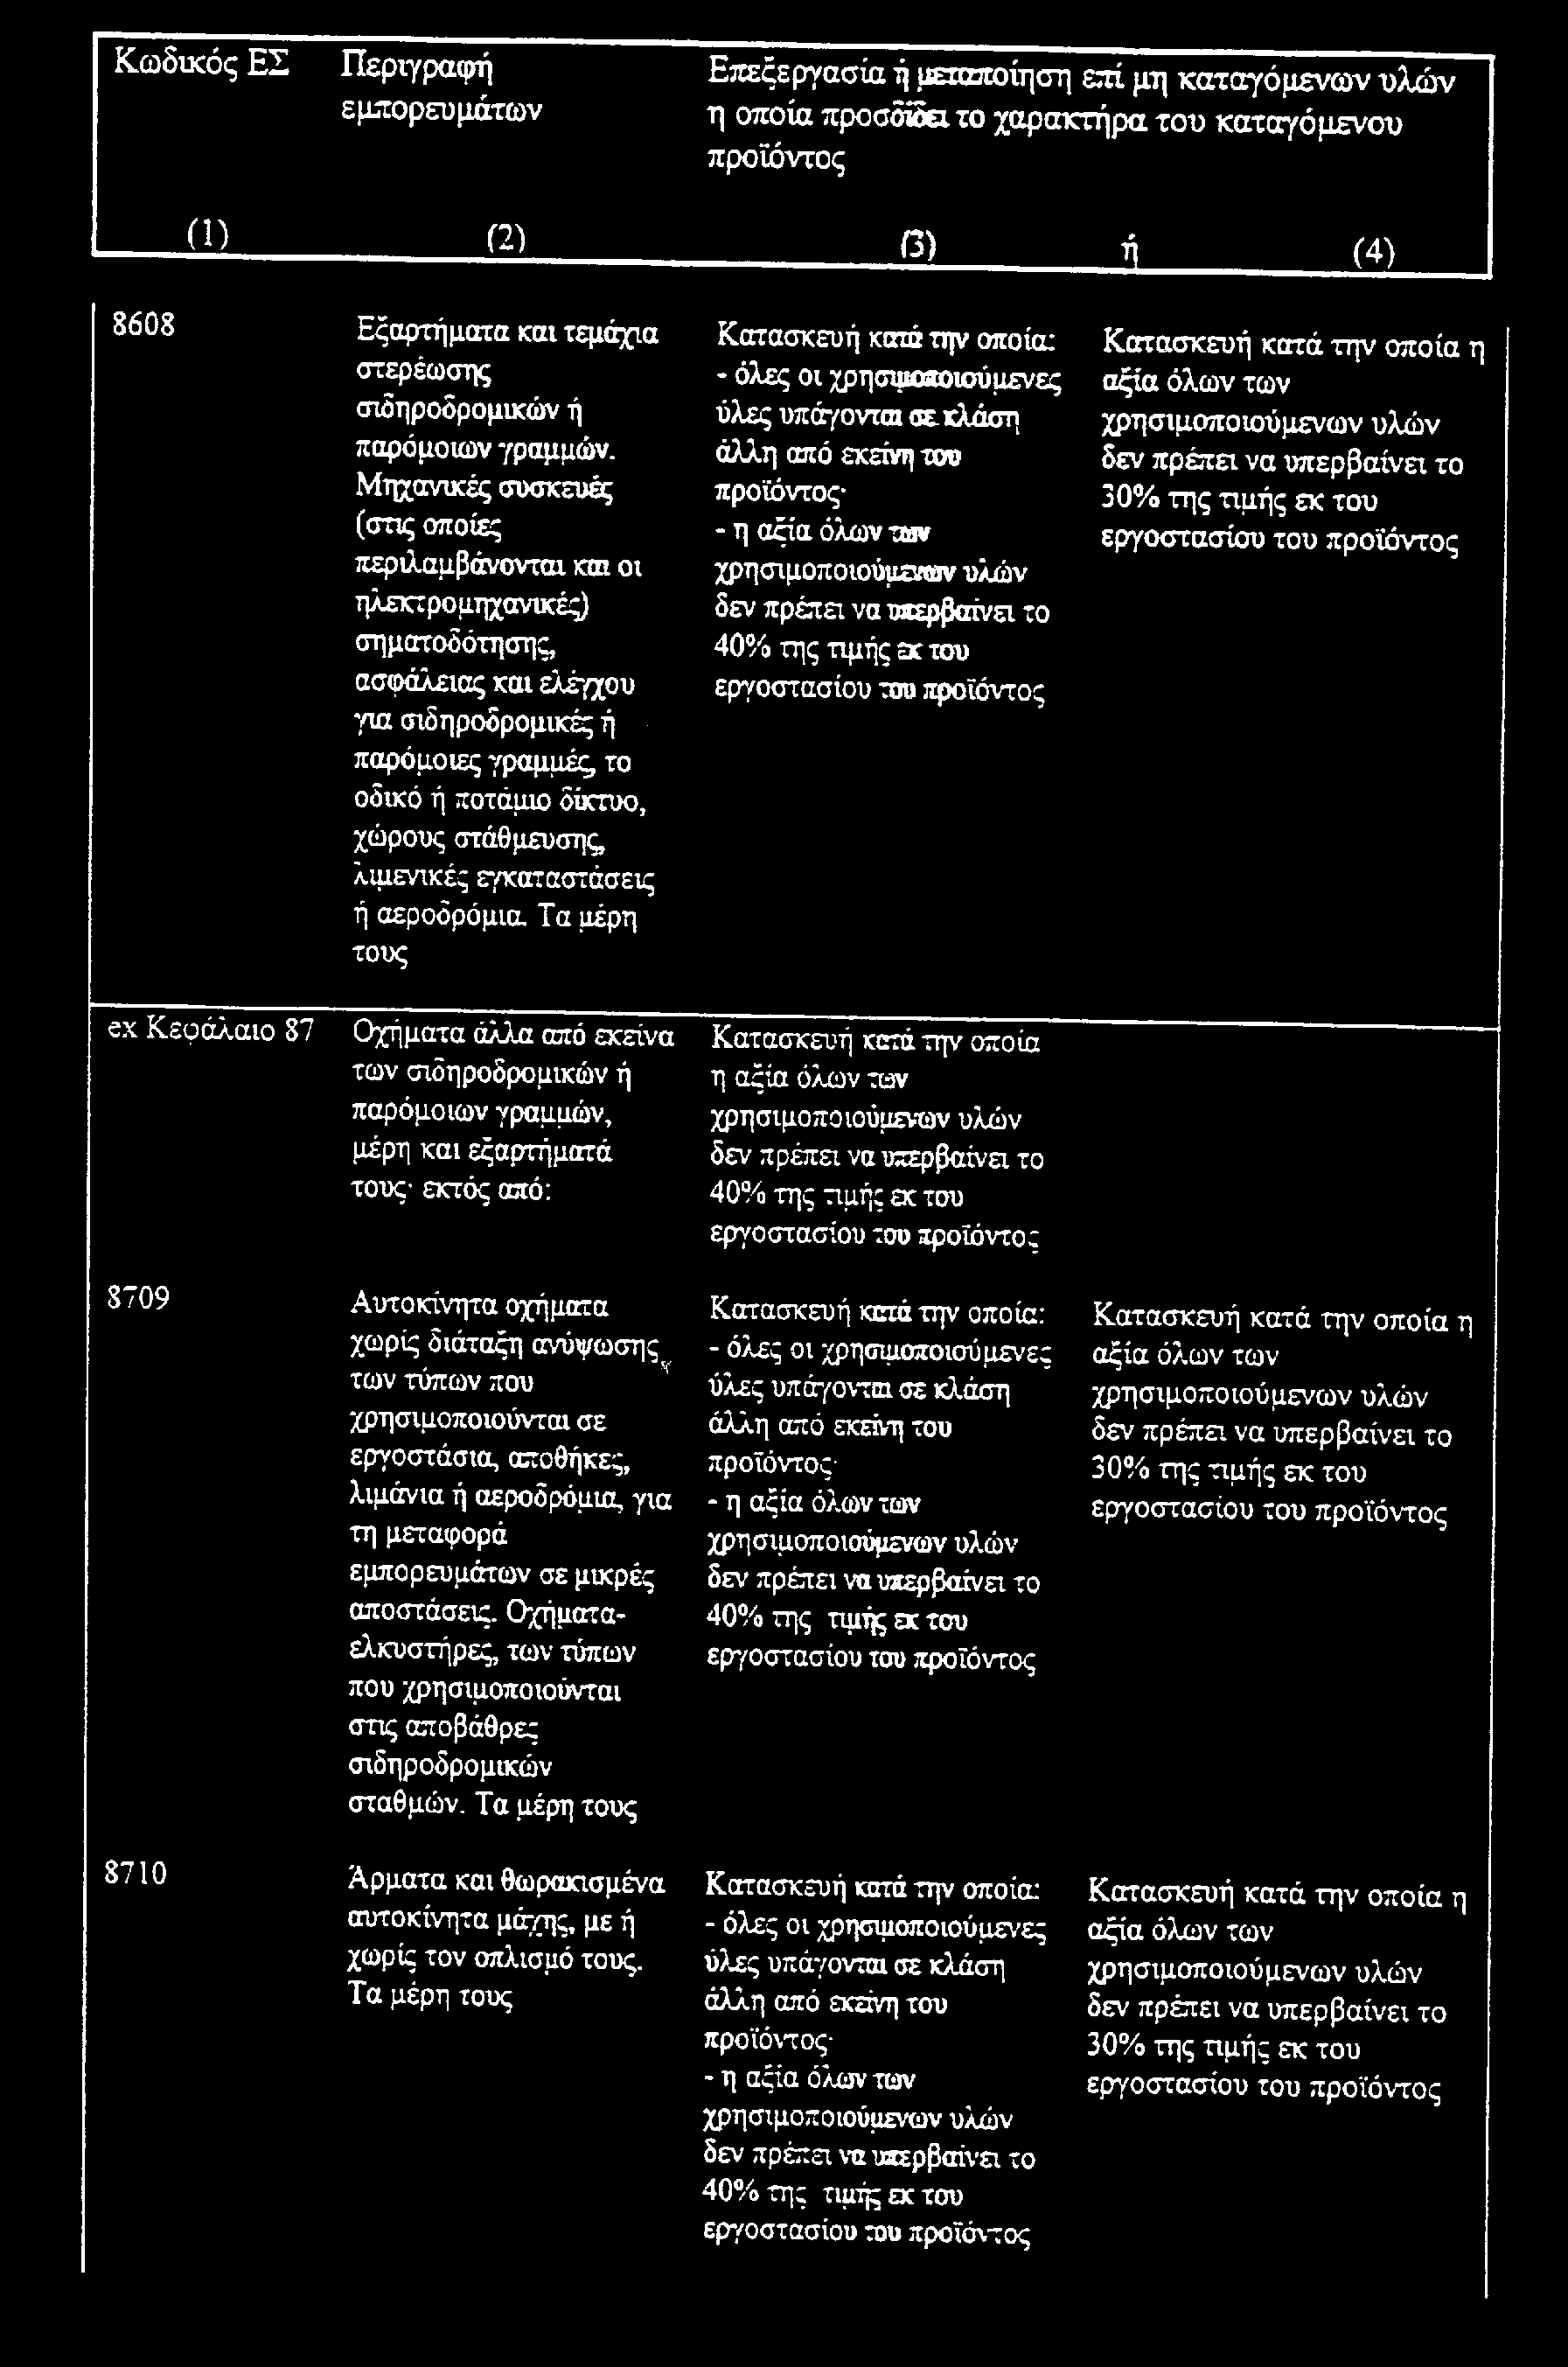 Κωδικός ΕΣ
Περιγραφή
εμπορευμάτων
Επεξεργασία ή μεταποίηση επί μη καταγόμενων υλών
η οποία προσδίδει το χαρακτήρα του καταγόμενου
προϊόντος
(1)
(2)
(3)
ή
(4)
8608
Εξαρτήματα και τεμάχια
στερέωσης
σιδηροδρομικών ή
παρόμοιων γραμμών.
Μηχανικές συσκευές
(στις οποίες
περιλαμβάνονται και οι
ηλεκτρομηχανικές)
σηματοδότησης,
ασφάλειας και ελέγχου
για σιδηροδρομικές ή
παρόμοιες γραμμές, το
οδικό ή ποτάμιο δίκτυο,
χώρους στάθμευσης,
λιμενικές εγκαταστάσεις
ή αεροδρόμια. Τα μέρη
τους
Κατασκευή κατά την οποία:
- όλες οι χρησιμοποιούμενες
ύλες υπάγονται σε κλάση
άλλη από εκείνη του
προϊόντος·
- η αξία όλων των
χρησιμοποιούμενων υλών
δεν πρέπει να υπερβαίνει το
40% της τιμής εκ του
εργοστασίου του προϊόντος
Κατασκευή κατά την οποία η
αξία όλων των
χρησιμοποιούμενων υλών
δεν πρέπει να υπερβαίνει το
30% της τιμής εκ του
εργοστασίου του προϊόντος
ex Κεφάλαιο 87
Οχήματα άλλα από εκείνα
των σιδηροδρομικών ή
παρόμοιων γραμμών,
μέρη και εξαρτήματά
τους· εκτός από:
Κατασκευή κατά την οποία
η αξία όλων των
χρησιμοποιούμενων υλών
δεν πρέπει να υπερβαίνει το
40% της τιμής εκ του
εργοστασίου του προϊόντος
8709
Αυτοκίνητα οχήματα
χωρίς διάταξη ανύψωσης,
των τύπων που
χρησιμοποιούνται σε
εργοστάσια, αποθήκες,
λιμάνια ή αεροδρόμια, για
τη μεταφορά
εμπορευμάτων σε μικρές
αποστάσεις. Οχήματα-
ελκυστήρες, των τύπων
που χρησιμοποιούνται
στις αποβάθρες
σιδηροδρομικών
σταθμών. Τα μέρη τους
Κατασκευή κατά την οποία:
- όλες οι χρησιμοποιούμενες
ύλες υπάγονται σε κλάση
άλλη από εκείνη του
προϊόντος·
- η αξία όλων των
χρησιμοποιούμενων υλών
δεν πρέπει να υπερβαίνει το
40% της τιμής εκ του
εργοστασίου του προϊόντος
Κατασκευή κατά την οποία η
αξία όλων των
χρησιμοποιούμενων υλών
δεν πρέπει να υπερβαίνει το
30% της τιμής εκ του
εργοστασίου του προϊόντος
8710
Άρματα και θωρακισμένα
αυτοκίνητα μάχης, με ή
χωρίς τον οπλισμό τους.
Τα μέρη τους
Κατασκευή κατά την οποία:
- όλες οι χρησιμοποιούμενες
ύλες υπάγονται σε κλάση
άλλη από εκείνη του
προϊόντος·
- η αξία όλων των
χρησιμοποιούμενων υλών
δεν πρέπει να υπερβαίνει το
40% της τιμής εκ του
εργοστασίου του προϊόντος
Κατασκευή κατά την οποία η
αξία όλων των
χρησιμοποιούμενων υλών
δεν πρέπει να υπερβαίνει το
30% της τιμής εκ του
εργοστασίου του προϊόντος